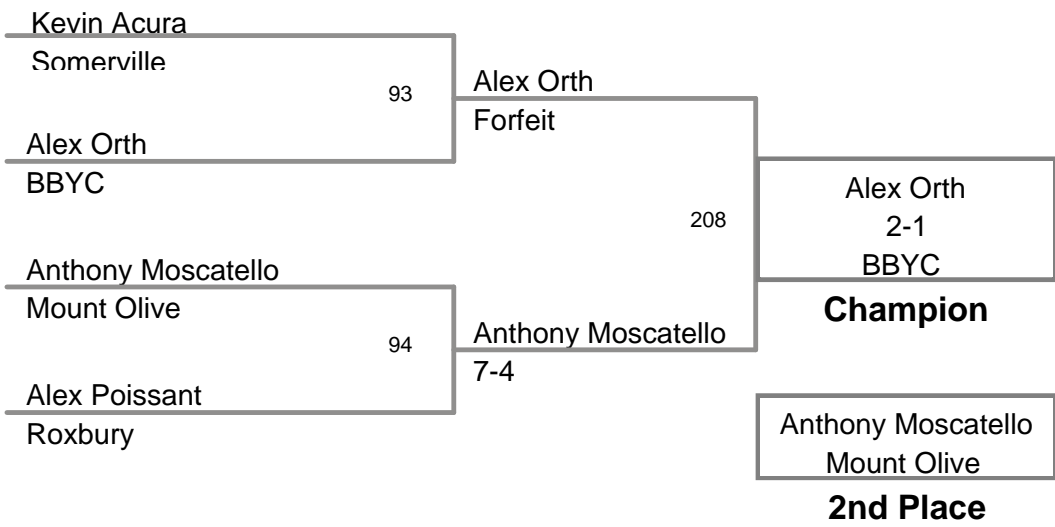 Kevin Acura
Somerville
93
Alex Orth
BBYC
Alex Orth
Forfeit
Anthony Moscatello
Mount Olive
94
Alex Poissant
Roxbury
Anthony Moscatello
7-4
208
Alex Orth
2-1
BBYC
Champion
Anthony Moscatello
Mount Olive
2nd Place